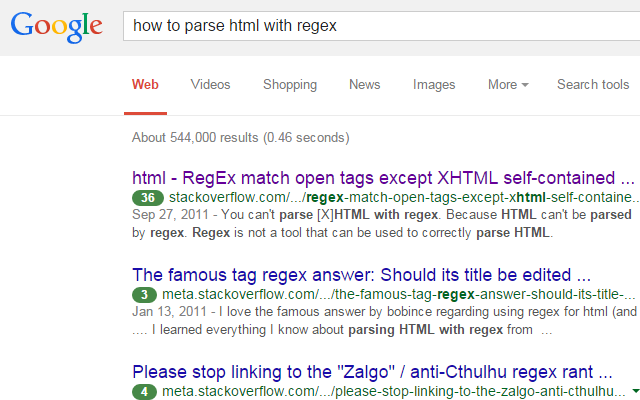 Google
how to parse html with regex
Web Videos Shopping News Images More Search tools
About 544,000 results (0.46 seconds)
html - RegEx match open tags except XHTML self-contained ...
36 stackoverflow.com/.../regex-match-open-tags-except-xhtml-self-containe..
Sep 27, 2011 - You can't parse [X]HTML with regex. Because HTML can't be parsed
by regex. Regex is not a tool that can be used to correctly parse HTML.
The famous tag regex answer: Should its title be edited ...
3 meta.stackoverflow.com/.../the-famous-tag-regex-answer-should-its-title-...
Jan 13, 2011 - I love the famous answer by bobince regarding using regex for html (and
.... I learned everything I know about parsing HTML with regex from ...
Please stop linking to the "Zalgo" / anti-Cthulhu regex rant ...
4 meta.stackoverflow.com/.../please-stop-linking-to-the-zalgo-anti-cthulhu...